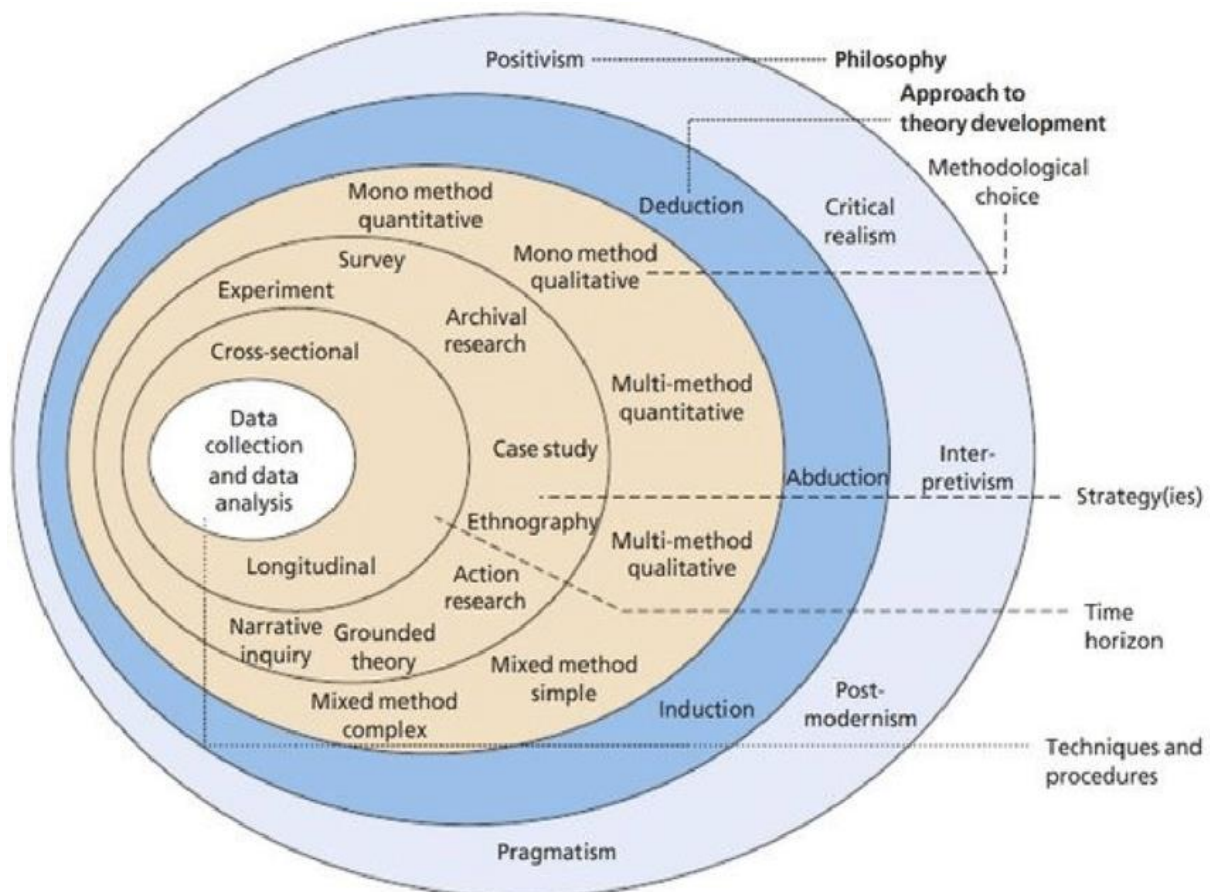 Positivism
Philosophy
Approach to
theory development
Methodological
choice
Mono method
quantitative
Deduction
Critical
realism
Survey
Mono method
qualitative
Experiment
Archival
research
Cross-sectional
Multi-method
quantitative
Data
collection
and data
analysis
Case study
Abduction
Inter-
pretivism
Strategy(ies)
Ethnography
Multi-method
qualitative
Longitudinal
Action
research
Time
horizon
Narrative
inquiry
Grounded
theory
Mixed method
simple
Mixed method
complex
Induction
Post-
modernism
Techniques and
procedures
Pragmatism